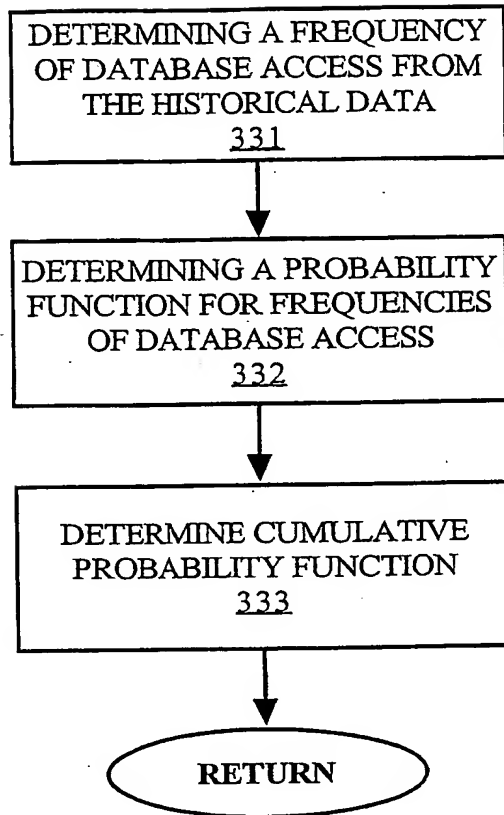 DETERMINING A FREQUENCY
OF DATABASE ACCESS FROM
THE HISTORICAL DATA
331
DETERMINING A PROBABILITY
FUNCTION FOR FREQUENCIES
OF DATABASE ACCESS
332
DETERMINE CUMULATIVE
PROBABILITY FUNCTION
333
RETURN